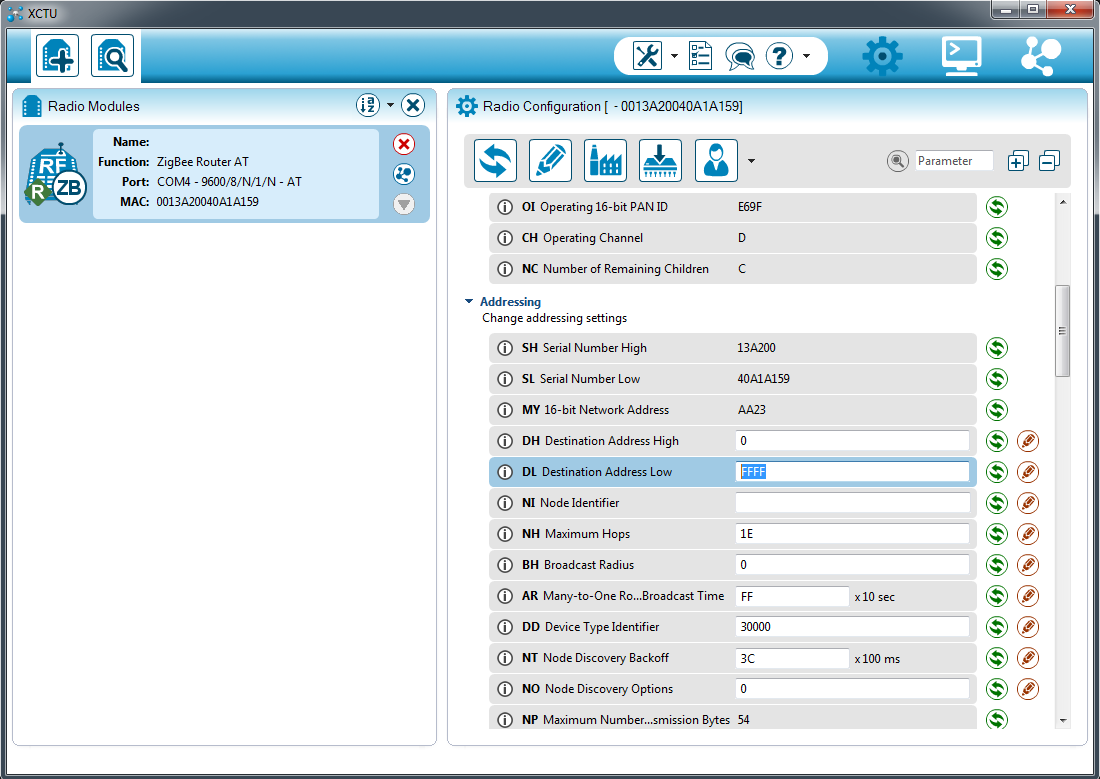 XCTU
Radio Modules
Name:
Function: ZigBee Router AT
Port: COM4 - 9600/8/N/1/N - AT
MAC: 0013A20040A1A159
RF
R
ZB
Radio Configuration [ - 0013A20040A1A159]
Parameter
OI Operating 16-bit PAN ID E69F
CH Operating Channel D
NC Number of Remaining Children C
Addressing
Change addressing settings
SH Serial Number High 13A200
SL Serial Number Low 40A1A159
MY 16-bit Network Address AA23
DH Destination Address High 0
DL Destination Address Low FFFF
NI Node Identifier
NH Maximum Hops 1E
BH Broadcast Radius 0
AR Many-to-One Ro...Broadcast Time FF x 10 sec
DD Device Type Identifier 30000
NT Node Discovery Backoff 3C x 100 ms
NO Node Discovery Options 0
NP Maximum Number...smission Bytes 54